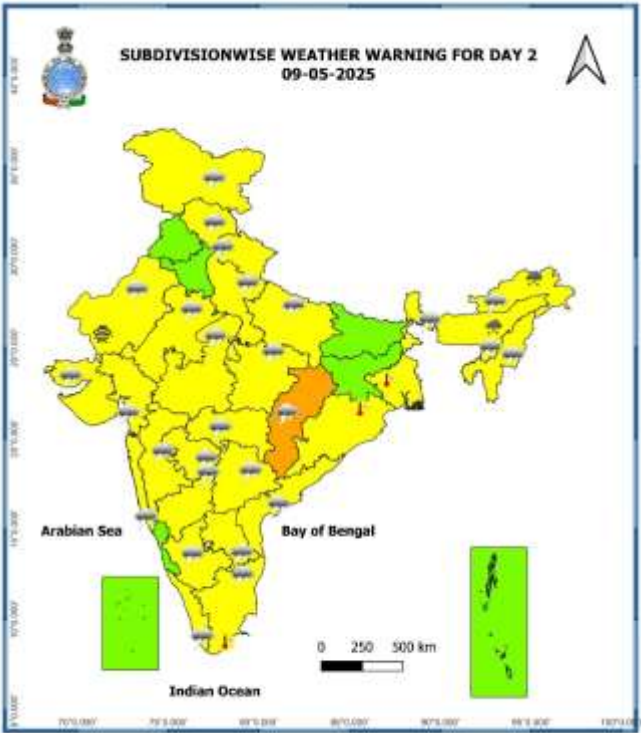 SUBDIVISIONWISE WEATHER WARNING FOR DAY 2
09-05-2025
Arabian Sea
Bay of Bengal
0 250 500 km
Indian Ocean